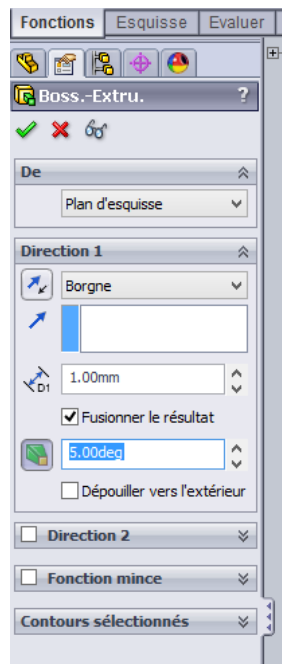 Fonctions Esquisse Evaluer
Boss.-Extru. ?
De
Plan d'esquisse
Direction 1
Borgne
D1 1.00mm
Fusionner le résultat
5.00deg
Dépouiller vers l'extérieur
Direction 2
Fonction mince
Contours sélectionnés